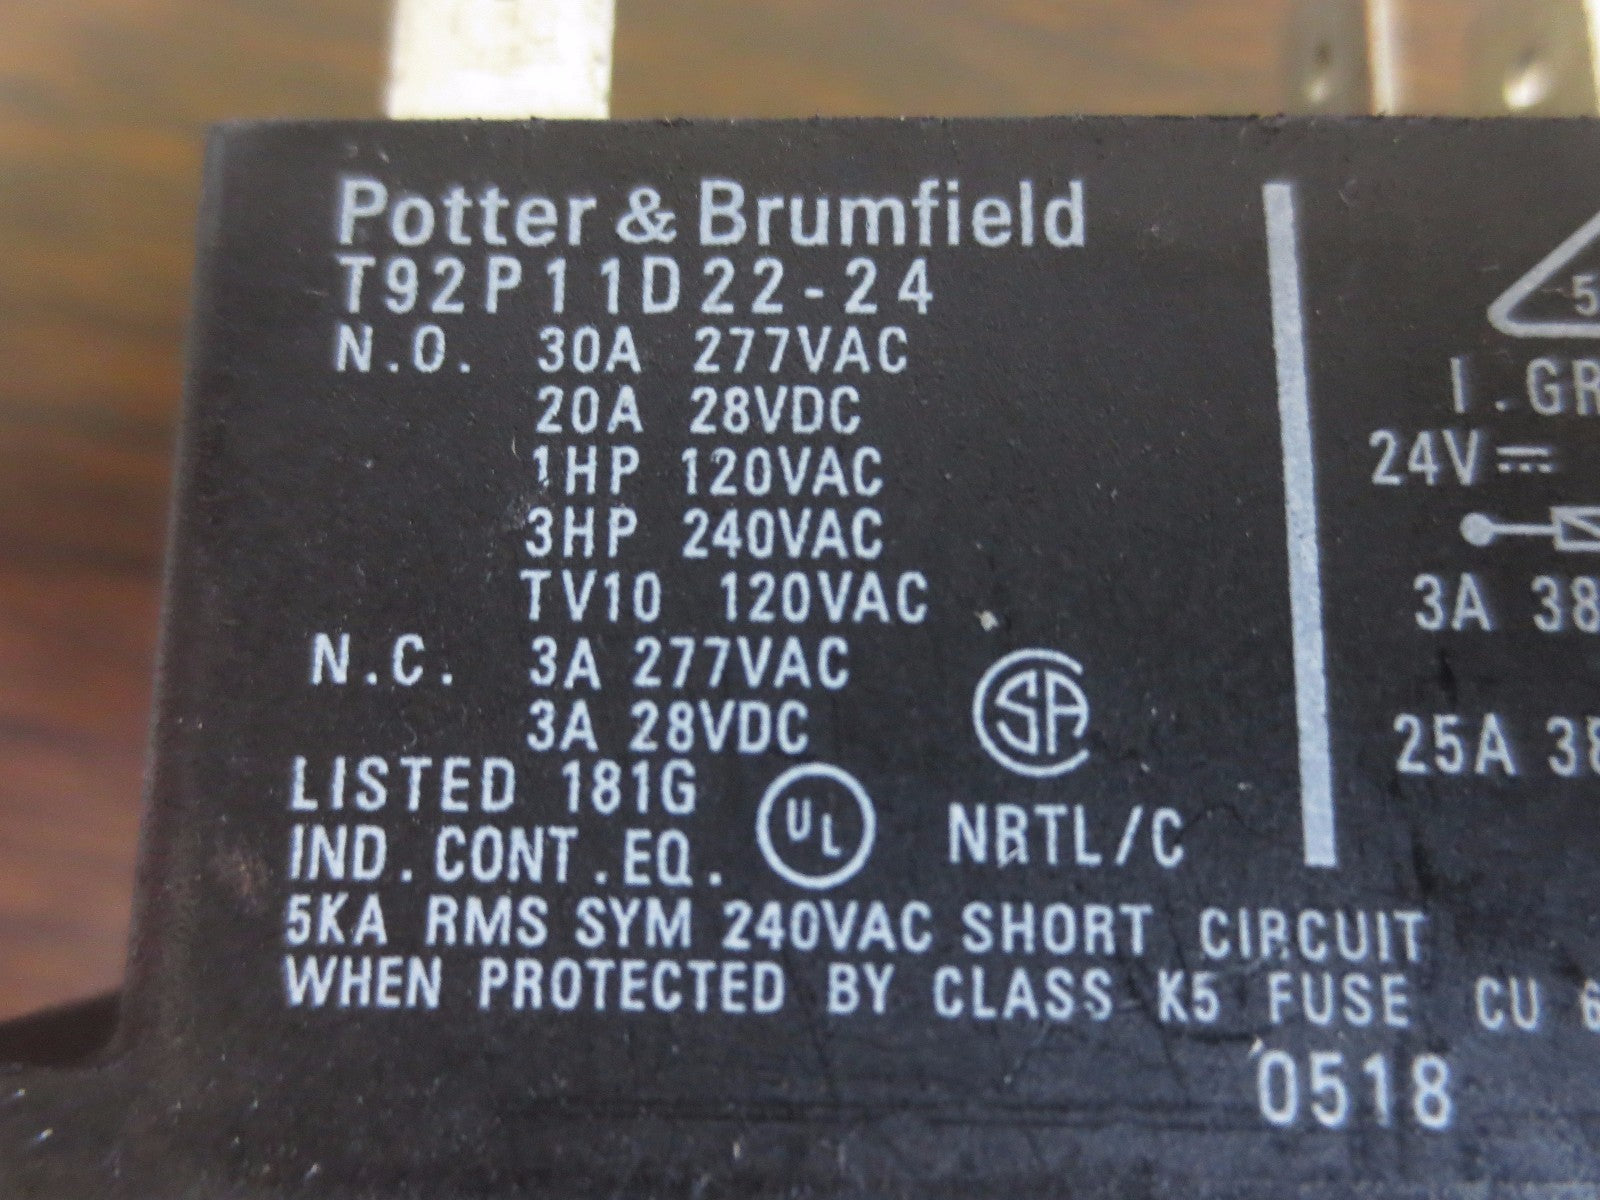 Potter & Brumfield
T92P11D22-24
N.O. 30A 277VAC
20A 28VDC
1HP 120VAC
3HP 240VAC
TV10 120VAC
N.C. 3A 277VAC
3A 28VDC
LISTED 181G
IND.CONT.EQ.
UL
SA
NRTL/C
5KA RMS SYM 240VAC SHORT CIRCUIT
WHEN PROTECTED BY CLASS K5 FUSE CU
0518
24V
3A
25A